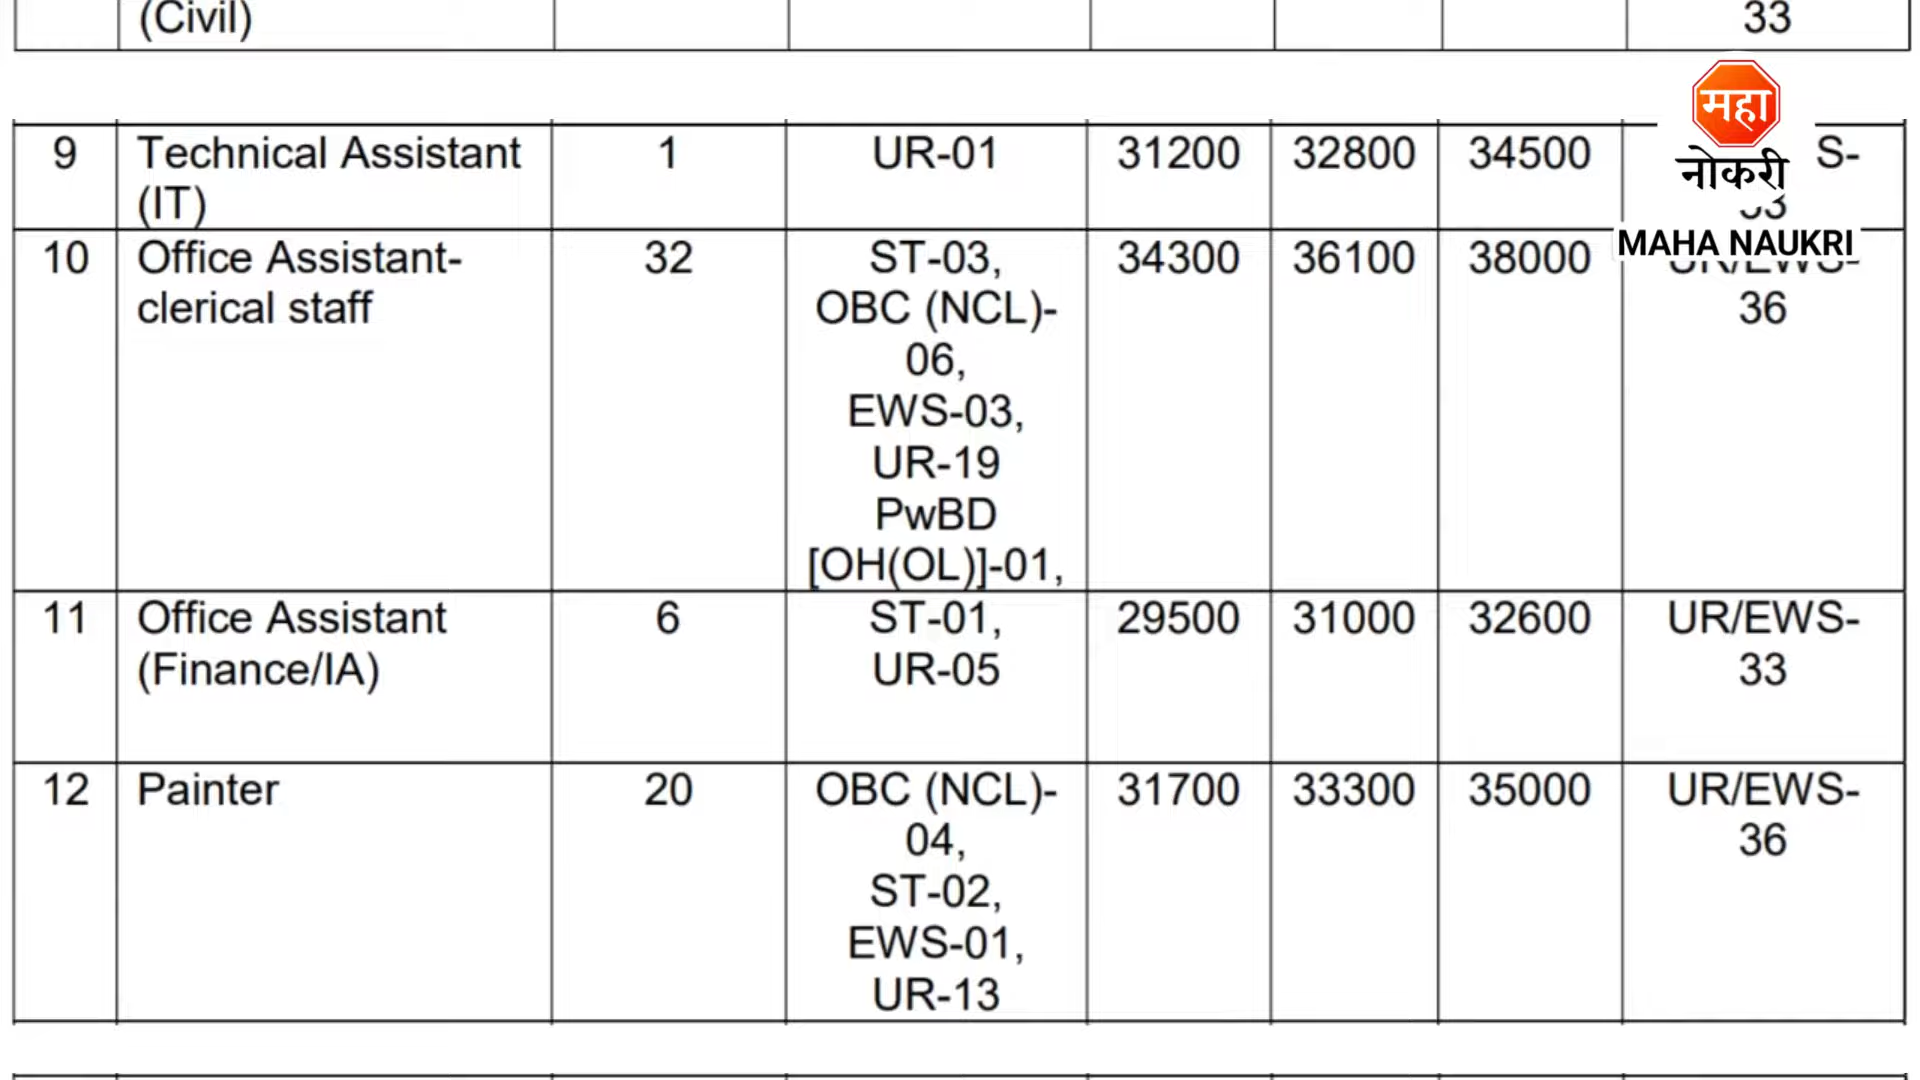 (Civil) 33
9 Technical Assistant 1 UR-01 31200 32800 34500 S-
(IT)
10 Office Assistant- 32 ST-03, 34300 36100 38000
clerical staff OBC (NCL)- 36
06,
EWS-03,
UR-19
PwBD
[OH(OL)]-01,
11 Office Assistant 6 ST-01, 29500 31000 32600 UR/EWS-
(Finance/IA) UR-05 33
12 Painter 20 OBC (NCL)- 31700 33300 35000 UR/EWS-
04, 36
ST-02,
EWS-01,
UR-13
महा
नोकरी
MAHA NAUKRI